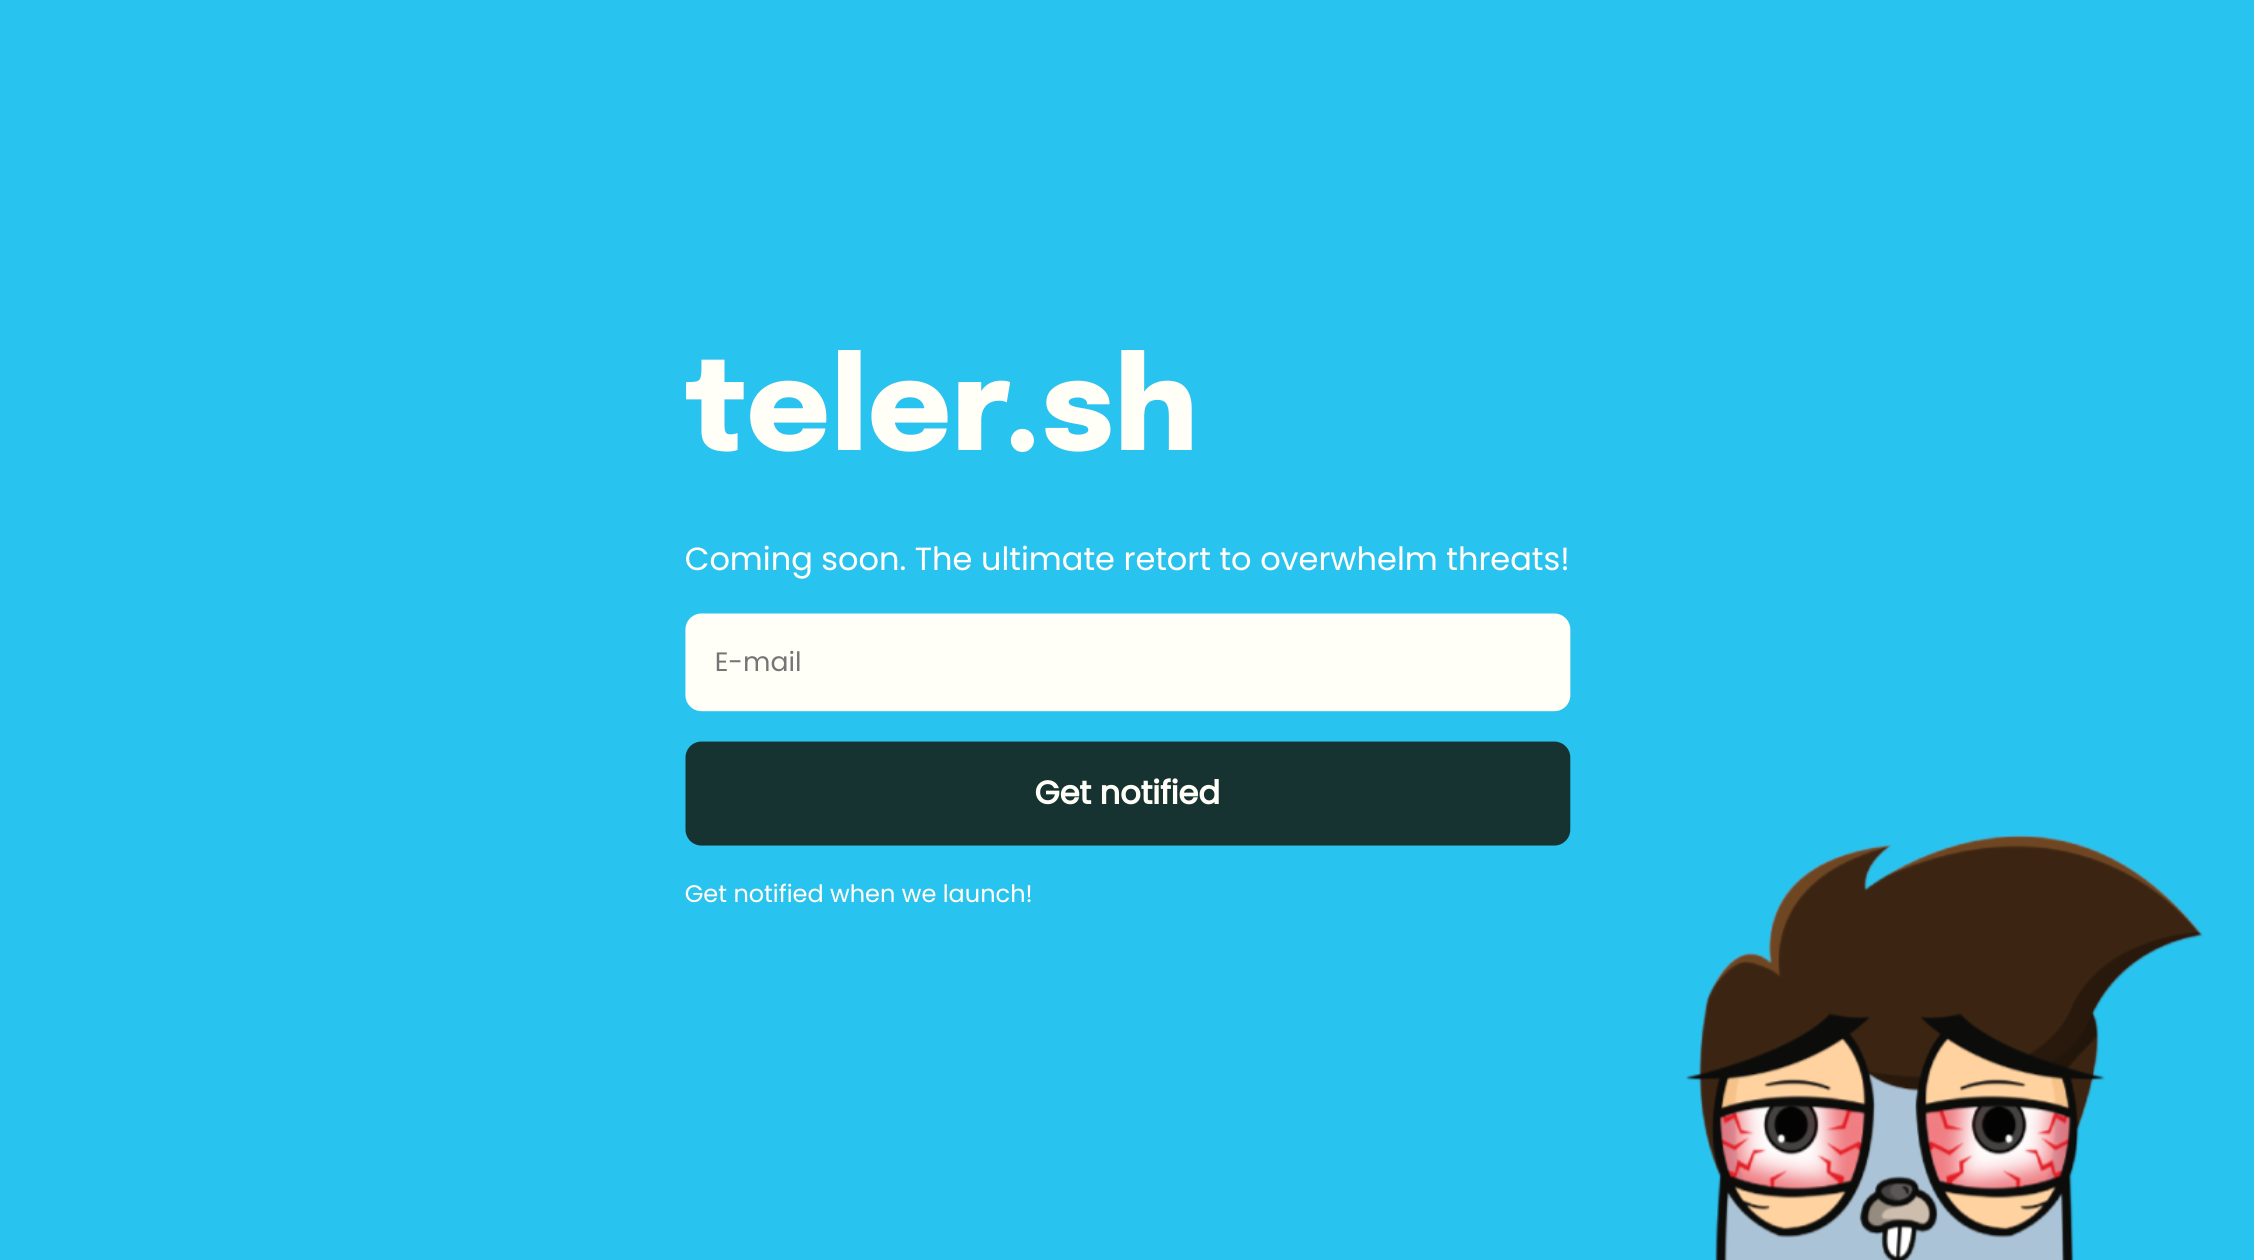 teler.sh
Coming soon. The ultimate retort to overwhelm threats!
E-mail
Get notified
Get notified when we launch!